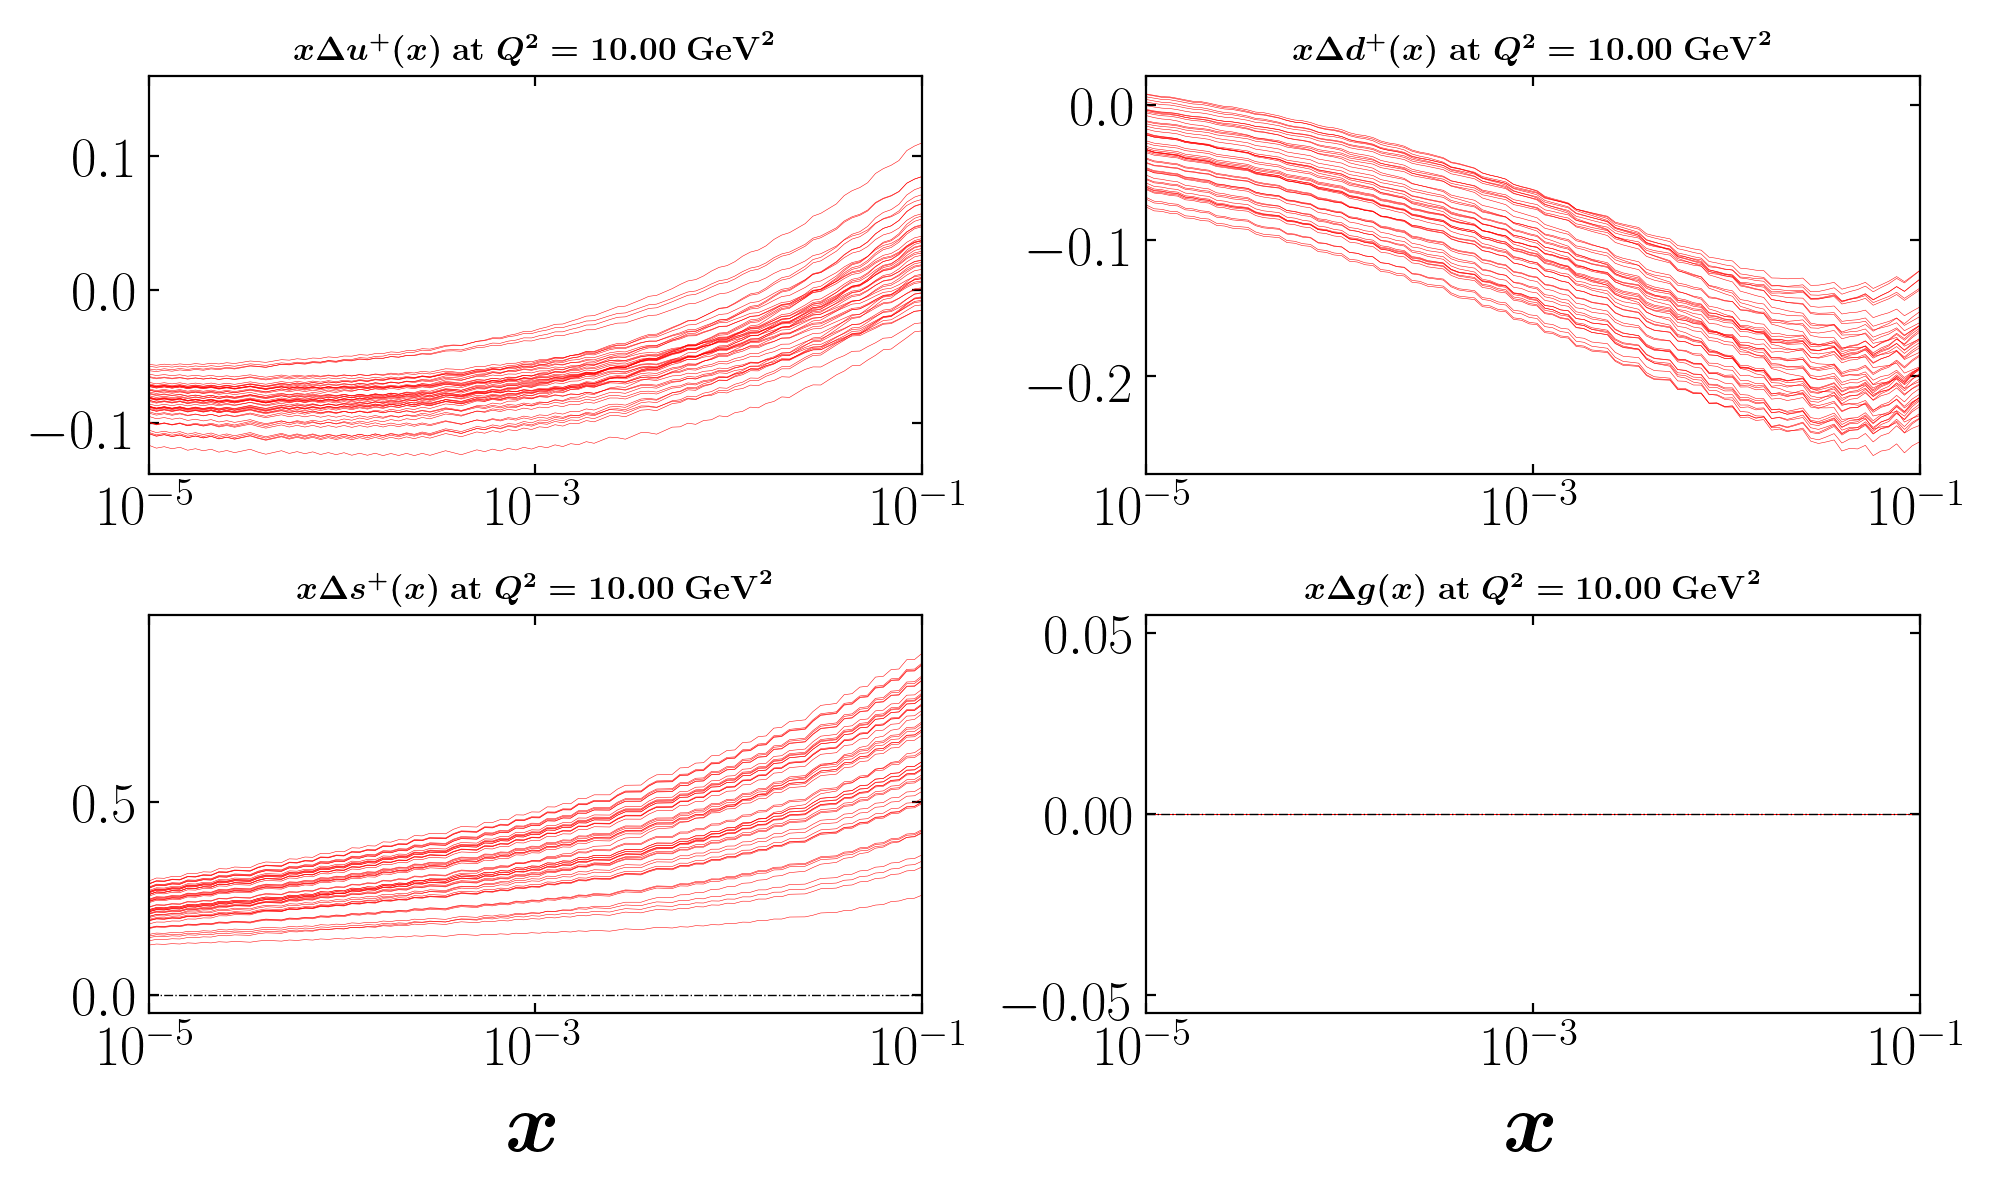 xΔu⁺(x) at Q² = 10.00 GeV²
0.1
0.0
−0.1
10⁻⁵ 10⁻³ 10⁻¹
xΔd⁺(x) at Q² = 10.00 GeV²
0.0
−0.1
−0.2
10⁻⁵ 10⁻³ 10⁻¹
xΔs⁺(x) at Q² = 10.00 GeV²
0.5
0.0
10⁻⁵ 10⁻³ 10⁻¹
x
xΔg(x) at Q² = 10.00 GeV²
0.05
0.00
−0.05
10⁻⁵ 10⁻³ 10⁻¹
x